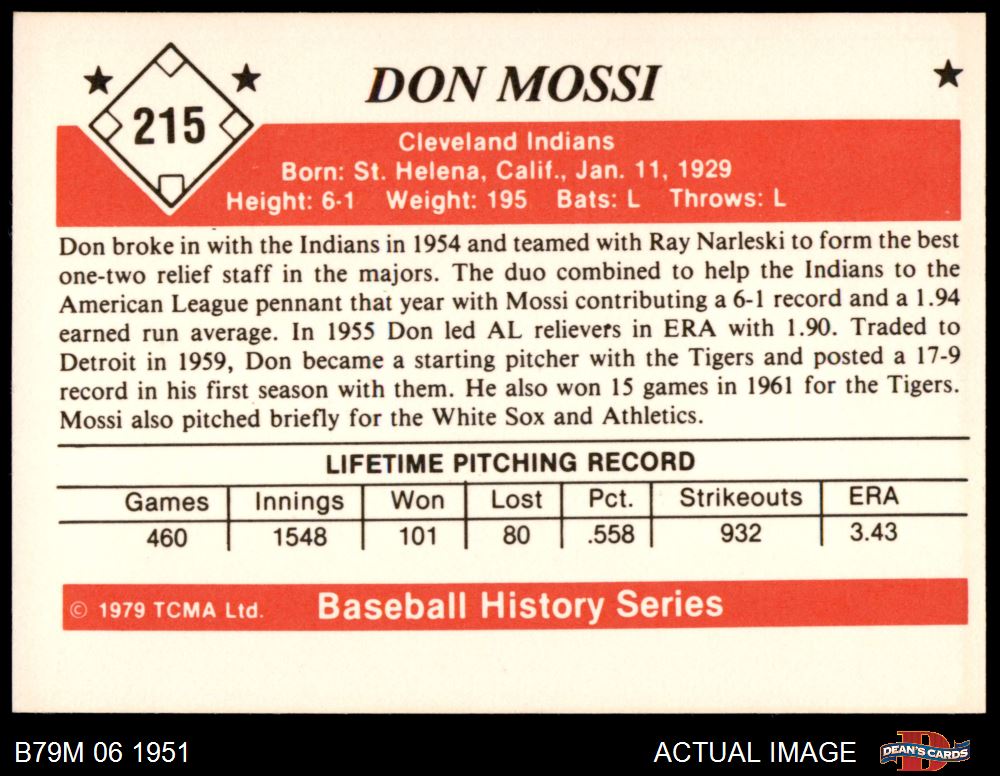 215
DON MOSSI
Cleveland Indians
Born: St. Helena, Calif., Jan. 11, 1929
Height: 6-1 Weight: 195 Bats: L Throws: L
Don broke in with the Indians in 1954 and teamed with Ray Narleski to form the best
one-two relief staff in the majors. The duo combined to help the Indians to the
American League pennant that year with Mossi contributing a 6-1 record and a 1.94
earned run average. In 1955 Don led AL relievers in ERA with 1.90. Traded to
Detroit in 1959, Don became a starting pitcher with the Tigers and posted a 17-9
record in his first season with them. He also won 15 games in 1961 for the Tigers.
Mossi also pitched briefly for the White Sox and Athletics.
LIFETIME PITCHING RECORD
Games Innings Won Lost Pct. Strikeouts ERA
460 1548 101 80 .558 932 3.43
© 1979 TCMA Ltd. Baseball History Series
B79M 06 1951 ACTUAL IMAGE DEAN'S CARDS